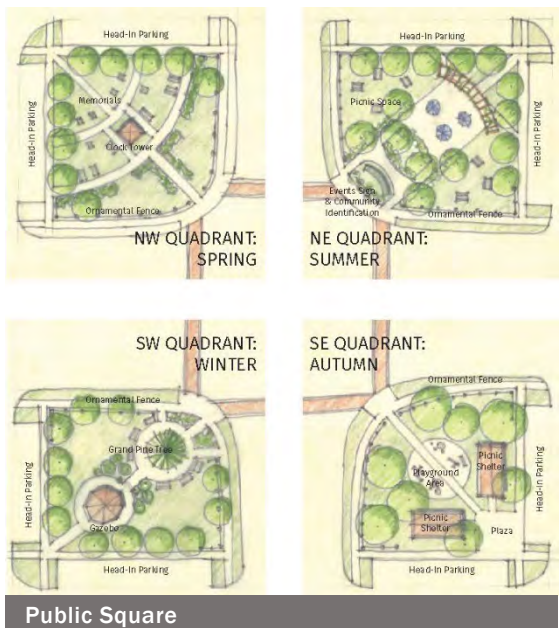 Head-In Parking
Head-In Parking
Memorials
Clock Tower
Ornamental Fence
NW QUADRANT:
SPRING
Head-In Parking
Picnic Space
Head-In Parking
Events Sign
& Community
Identification
Ornamental Fence
NE QUADRANT:
SUMMER
SW QUADRANT:
WINTER
Ornamental Fence
Grand Pine Tree
Head-In Parking
Gazebo
Head-In Parking
SE QUADRANT:
AUTUMN
Ornamental Fence
Picnic
Shelter
Playground
Area
Head-In Parking
Picnic
Shelter
Plaza
Head-In Parking
Public Square